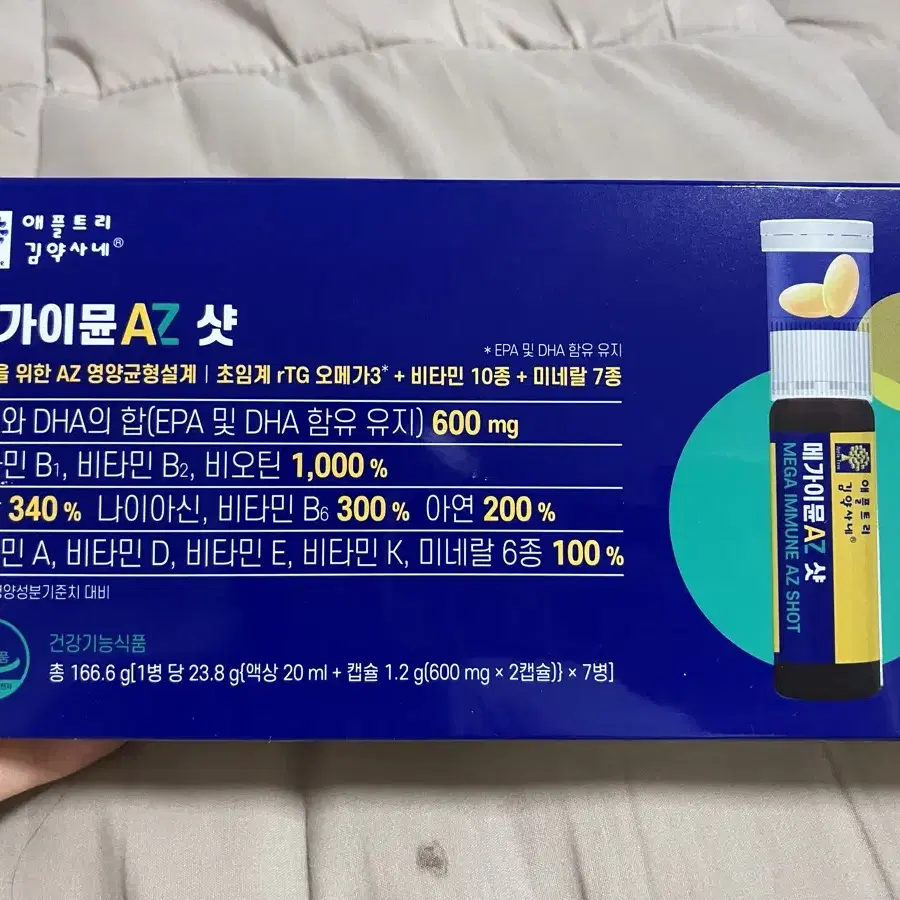 애플트리
김약사네®
가이뮨AZ 샷
* EPA 및 DHA 함유 유지
위한 AZ 영양균형설계 | 초임계 rTG 오메가3* + 비타민 10종 + 미네랄 7종
와 DHA의 합(EPA 및 DHA 함유 유지) 600 mg
B₁, 비타민 B₂, 비오틴 1,000 %
340 % 나이아신, 비타민 B₆ 300 % 아연 200 %
민 A, 비타민 D, 비타민 E, 비타민 K, 미네랄 6종 100 %
영양성분기준치 대비
건강기능식품
총 166.6 g[1병 당 23.8 g{액상 20 ml + 캡슐 1.2 g(600 mg × 2캡슐)} × 7병]
애플트리
김약사네®
메가이뮨AZ 샷
MEGA IMMUNE AZ SHOT